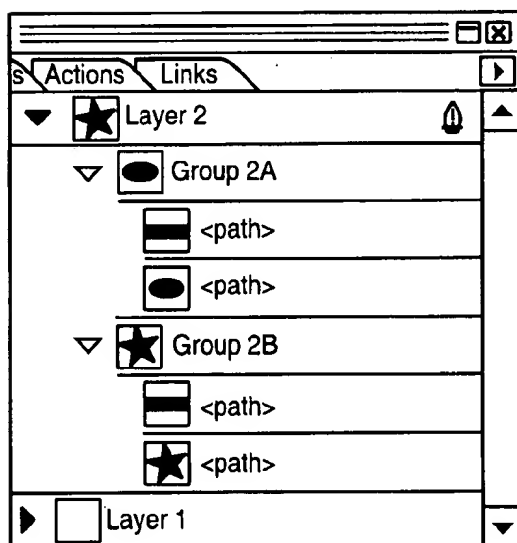 s Actions Links
Layer 2
Group 2A
<path>
<path>
Group 2B
<path>
<path>
Layer 1